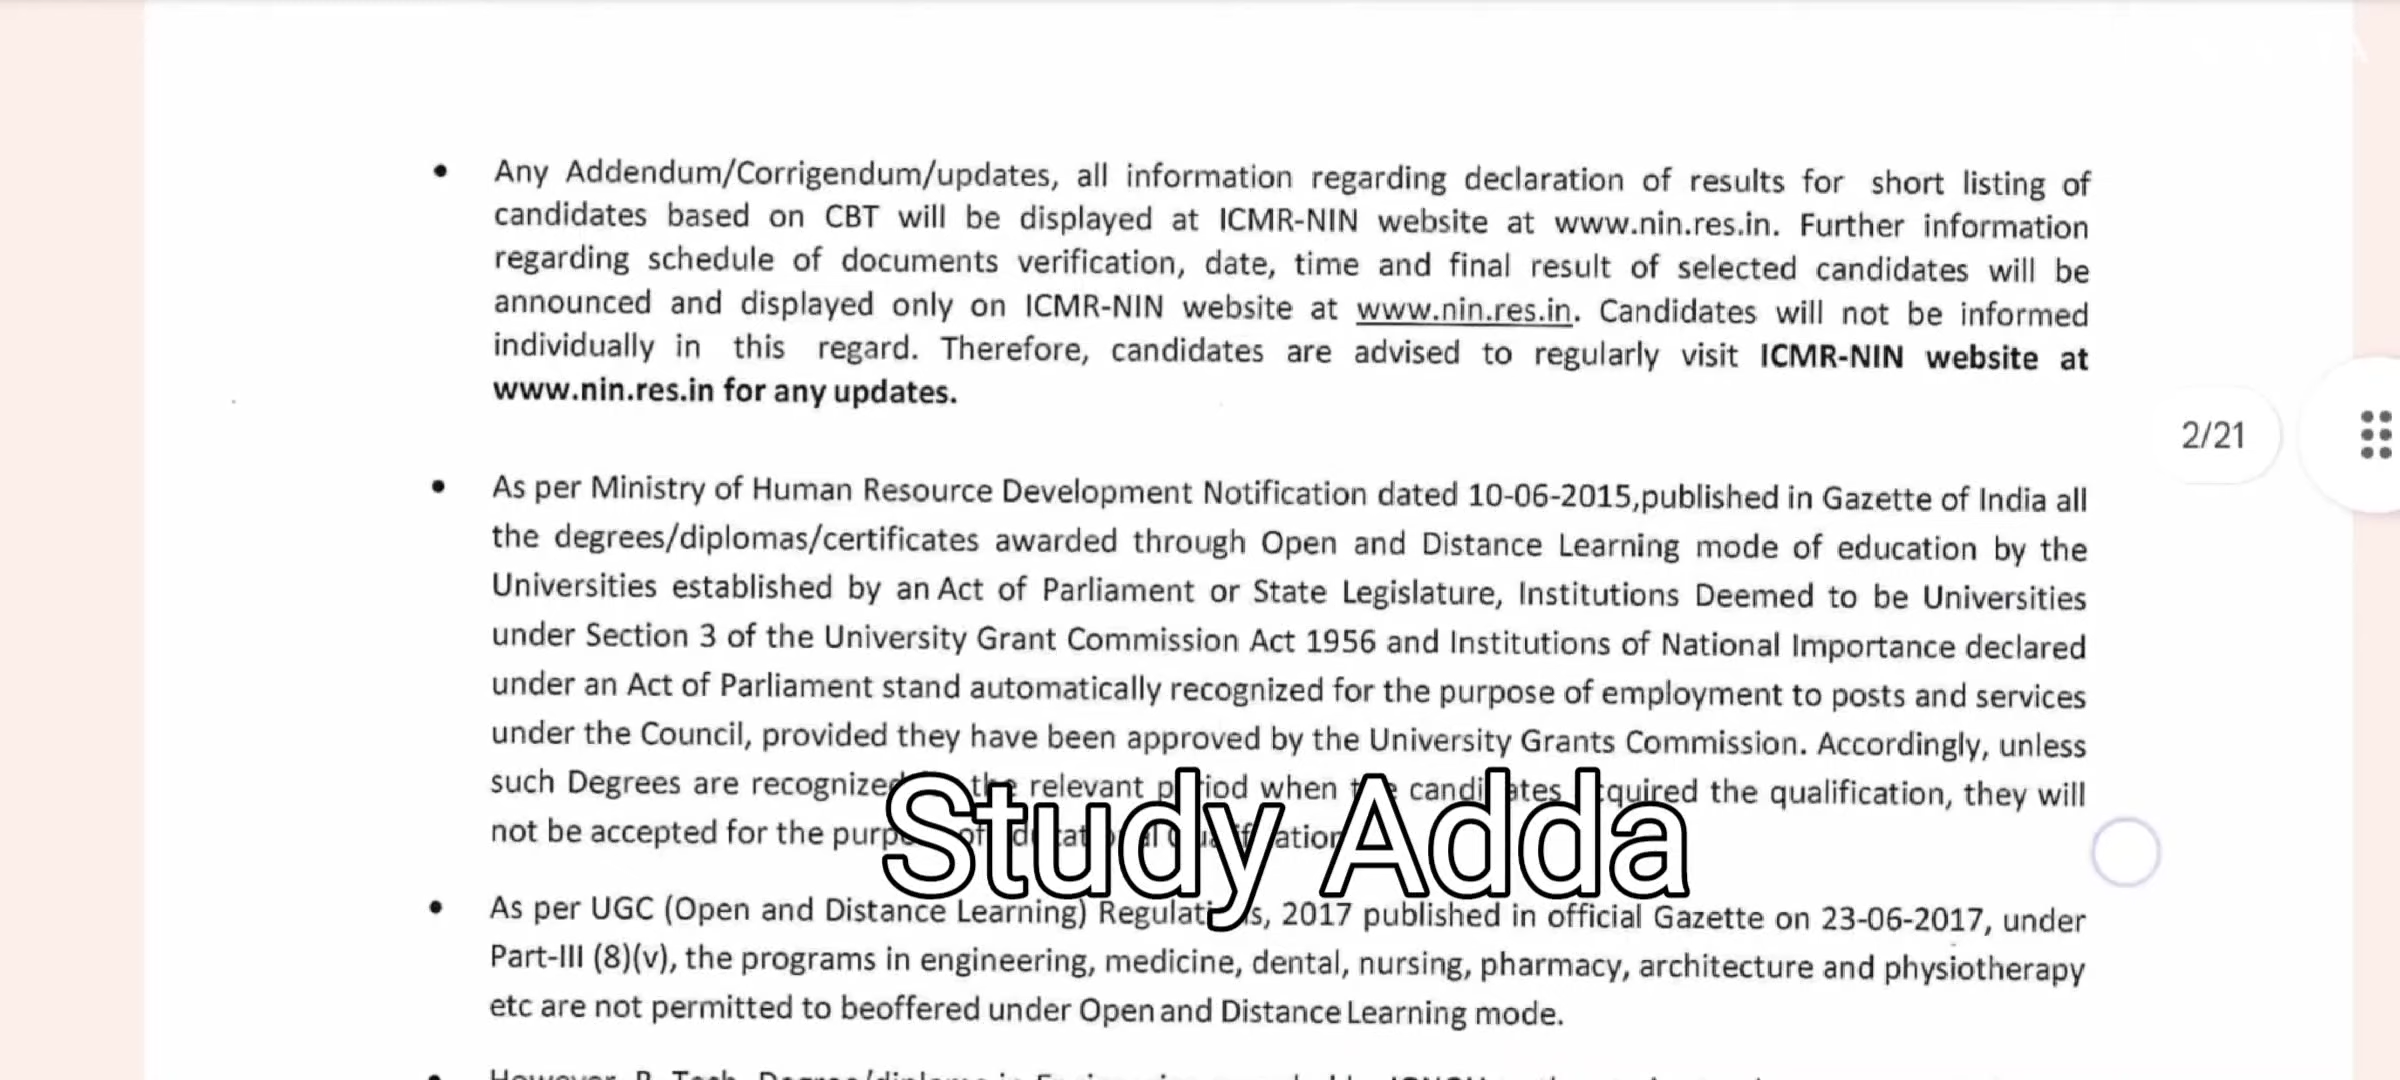 • Any Addendum/Corrigendum/updates, all information regarding declaration of results for short listing of
candidates based on CBT will be displayed at ICMR-NIN website at www.nin.res.in. Further information
regarding schedule of documents verification, date, time and final result of selected candidates will be
announced and displayed only on ICMR-NIN website at www.nin.res.in. Candidates will not be informed
individually in this regard. Therefore, candidates are advised to regularly visit ICMR-NIN website at
www.nin.res.in for any updates.
2/21
• As per Ministry of Human Resource Development Notification dated 10-06-2015,published in Gazette of India all
the degrees/diplomas/certificates awarded through Open and Distance Learning mode of education by the
Universities established by an Act of Parliament or State Legislature, Institutions Deemed to be Universities
under Section 3 of the University Grant Commission Act 1956 and Institutions of National Importance declared
under an Act of Parliament stand automatically recognized for the purpose of employment to posts and services
under the Council, provided they have been approved by the University Grants Commission. Accordingly, unless
such Degrees are recognized the relevant period when the candidates acquired the qualification, they will
not be accepted for the purpose of
Study Adda
• As per UGC (Open and Distance Learning) Regulations, 2017 published in official Gazette on 23-06-2017, under
Part-III (8)(v), the programs in engineering, medicine, dental, nursing, pharmacy, architecture and physiotherapy
etc are not permitted to beoffered under Open and Distance Learning mode.